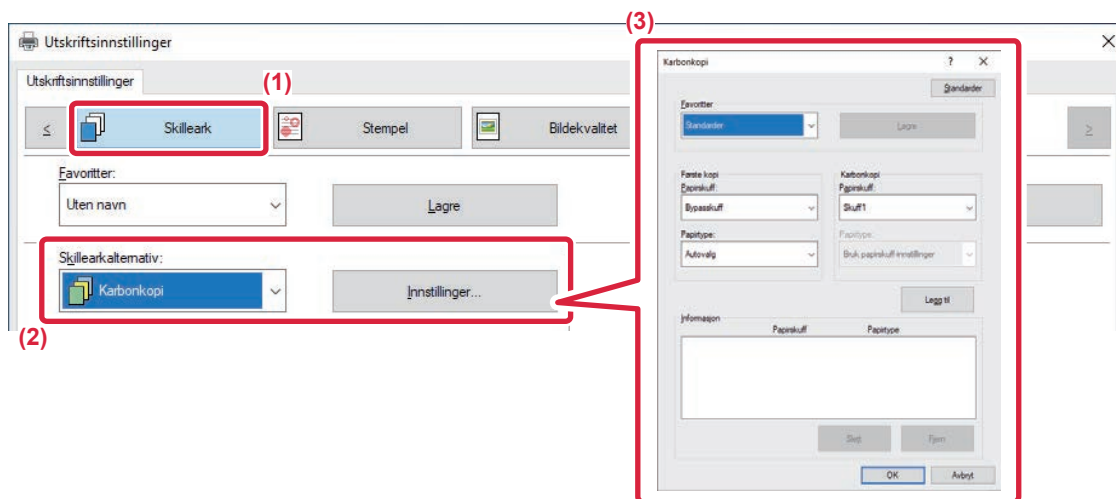 (3)
Utskriftsinnstillinger
Utskriftsinnstillinger
(1)
≤ Skilleark Stempel Bildekvalitet ≥
Favoritter:
Uten navn Lagre
Skillearkalternativ:
Karbonkopi Innstillinger...
(2)
Karbonkopi ?
Standarder
Favoritter
Standarder Lagre
Første kopi Karbonkopi
Papirskuff: Papirskuff:
Bypasskuff Skuff1
Papirtype: Papirtype:
Autovalg Bruk papirskuff innstillinger
Legg til
Informasjon
Papirskuff Papirtype
Slett Fjern
OK Avbryt